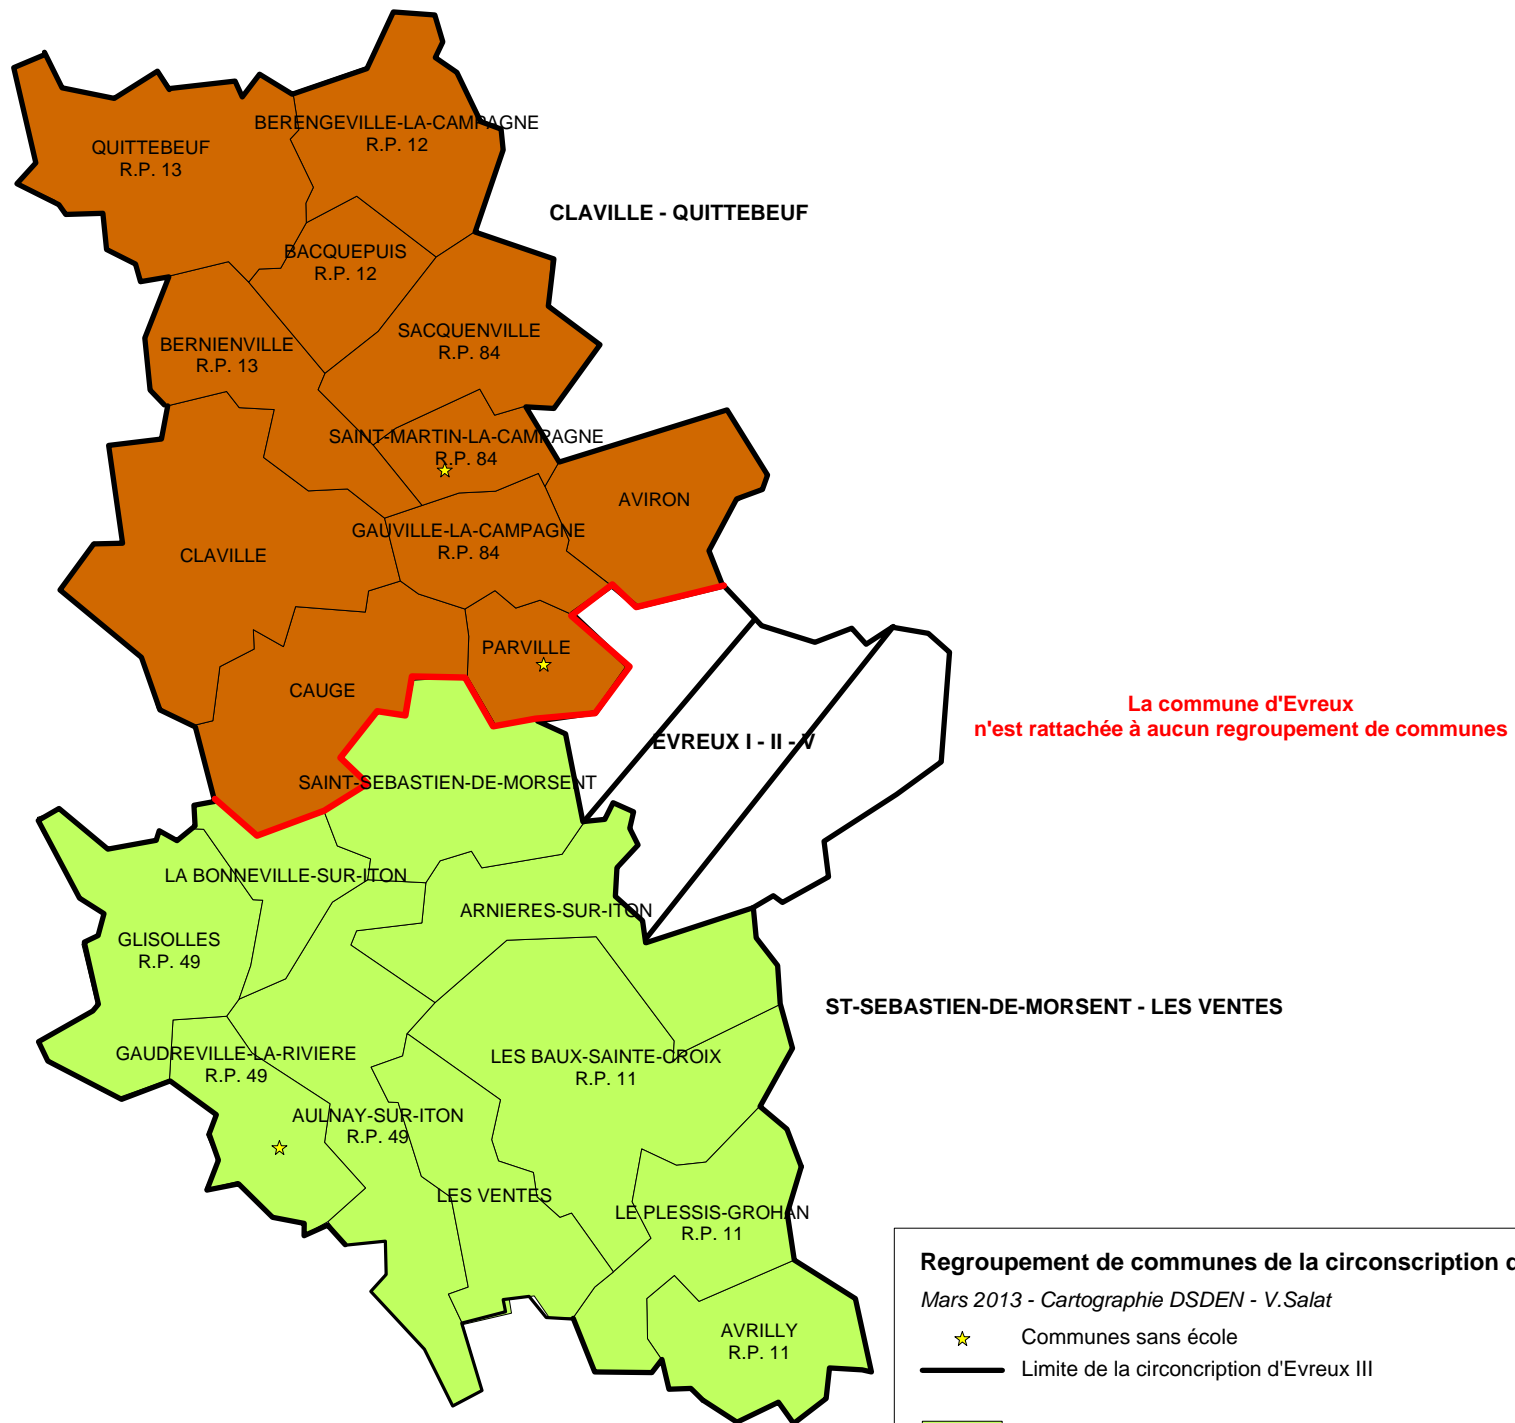 BERENGEVILLE-LA-CAMPAGNE
R.P. 12
QUITTEBEUF
R.P. 13
CLAVILLE - QUITTEBEUF
BACQUEPUIS
R.P. 12
SACQUENVILLE
R.P. 84
BERNIENVILLE
R.P. 13
SAINT-MARTIN-LA-CAMPAGNE
R.P. 84
AVIRON
GAUVILLE-LA-CAMPAGNE
R.P. 84
CLAVILLE
PARVILLE
CAUGE
La commune d'Evreux
n'est rattachée à aucun regroupement de communes
EVREUX I - II - V
SAINT-SEBASTIEN-DE-MORSENT
LA BONNEVILLE-SUR-ITON
ARNIERES-SUR-ITON
GLISOLLES
R.P. 49
ST-SEBASTIEN-DE-MORSENT - LES VENTES
GAUDREVILLE-LA-RIVIERE
R.P. 49
LES BAUX-SAINTE-CROIX
R.P. 11
AULNAY-SUR-ITON
R.P. 49
LES VENTES
LE PLESSIS-GROHAN
R.P. 11
AVRILLY
R.P. 11
Regroupement de communes de la circonscription d
Mars 2013 - Cartographie DSDEN - V.Salat
Communes sans école
Limite de la circoncription d'Evreux III